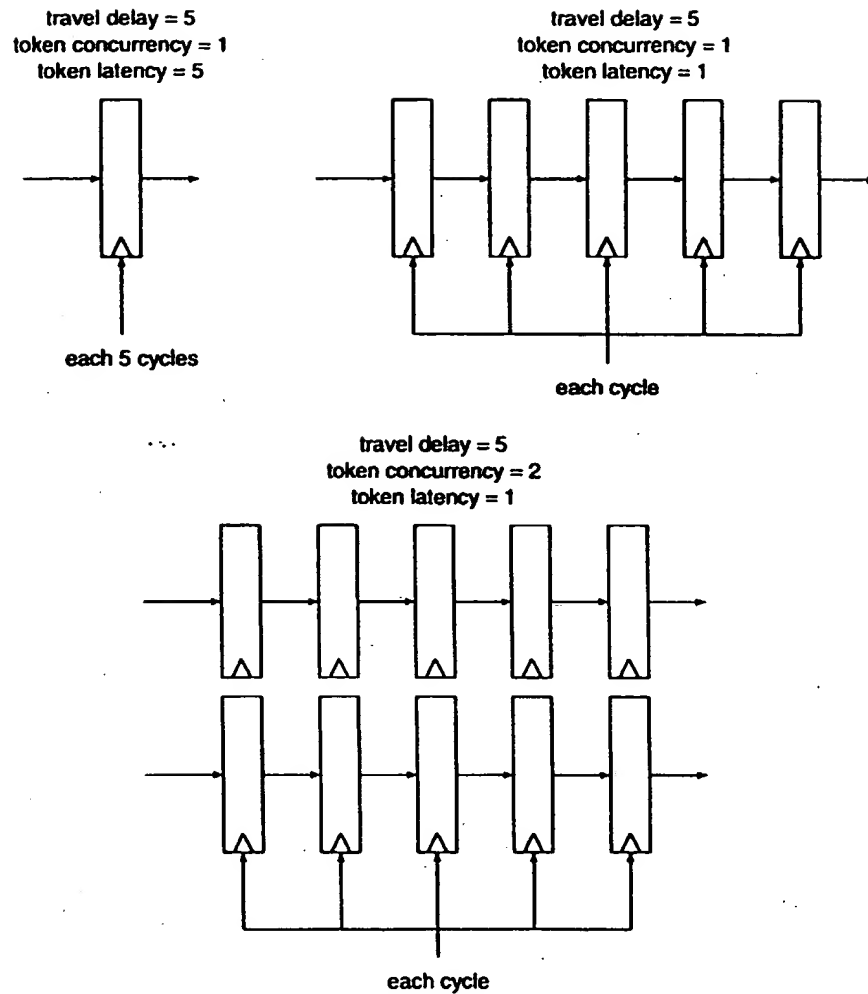 travel delay = 5
token concurrency = 1
token latency = 5
each 5 cycles
travel delay = 5
token concurrency = 1
token latency = 1
each cycle
travel delay = 5
token concurrency = 2
token latency = 1
each cycle